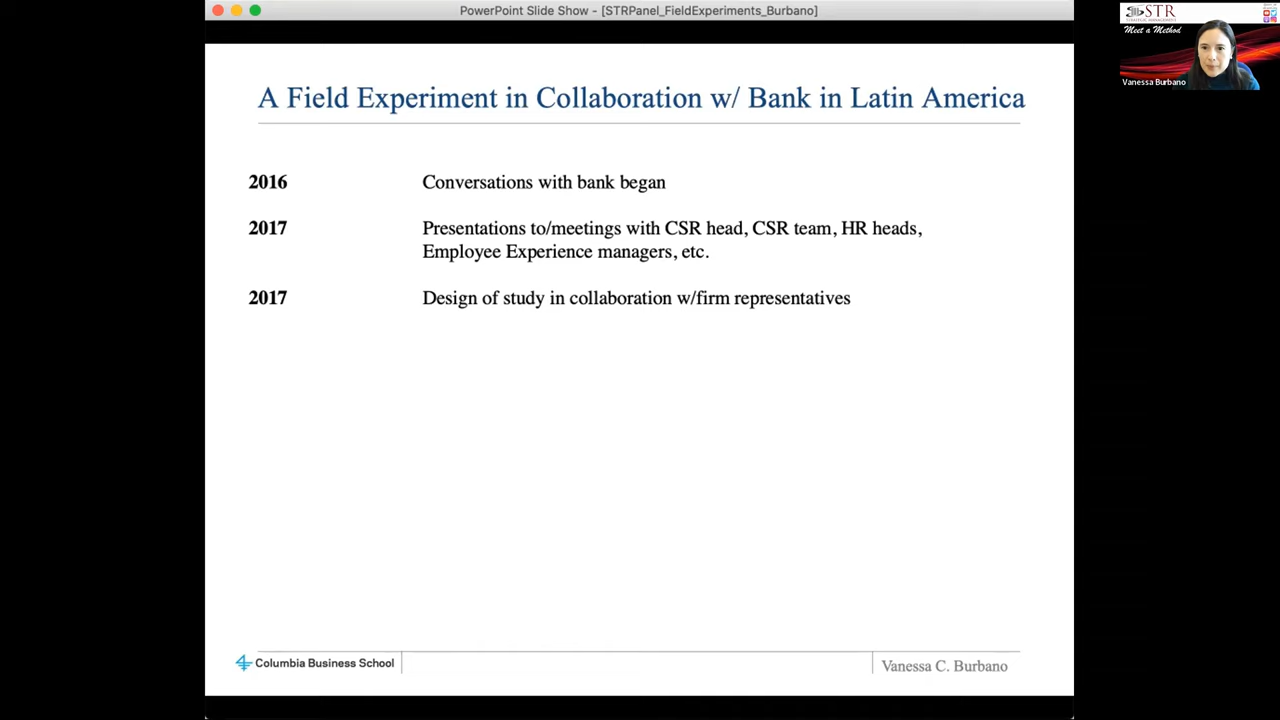 PowerPoint Slide Show - [STRPanel_FieldExperiments_Burbano]
A Field Experiment in Collaboration w/ Bank in Latin America
2016 Conversations with bank began
2017 Presentations to/meetings with CSR head, CSR team, HR heads,
Employee Experience managers, etc.
2017 Design of study in collaboration w/firm representatives
Columbia Business School
Vanessa C. Burbano
STR
STRATEGIC MANAGEMENT
Meet a Method
Vanessa Burbano